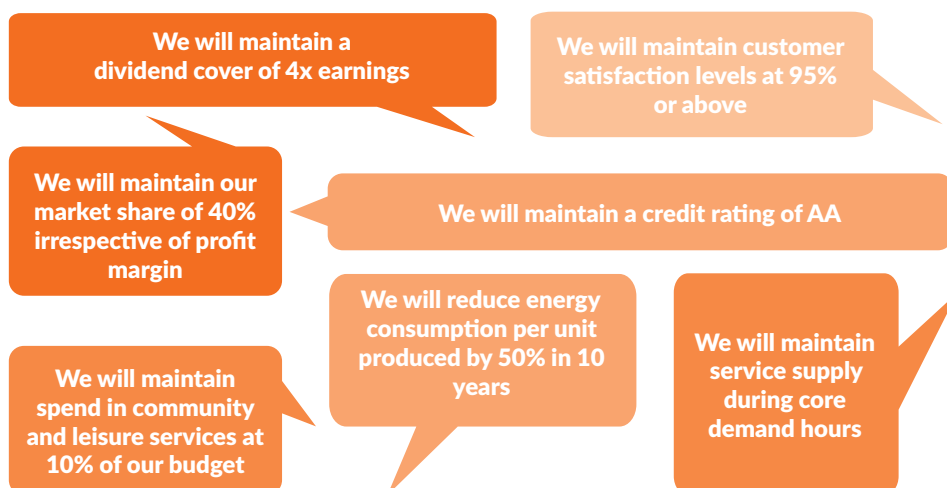 We will maintain a
dividend cover of 4x earnings
We will maintain customer
satisfaction levels at 95%
or above
We will maintain our
market share of 40%
irrespective of profit
margin
We will maintain a credit rating of AA
We will reduce energy
consumption per unit
produced by 50% in 10
years
We will maintain
service supply
during core
demand hours
We will maintain
spend in community
and leisure services at
10% of our budget